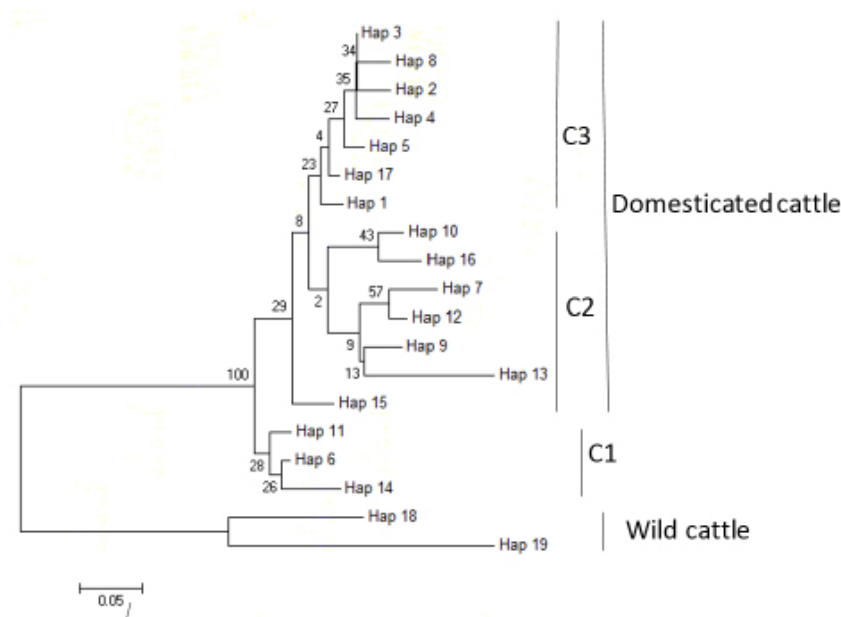 Hap 3
34
Hap 8
35
Hap 2
27
Hap 4
4
Hap 5
C3
23
Hap 17
Hap 1
Domesticated cattle
8
Hap 10
43
Hap 16
57
Hap 7
2
29
C2
Hap 12
9
Hap 9
13
Hap 13
100
Hap 15
Hap 11
C1
28
Hap 6
26
Hap 14
Hap 18
Wild cattle
Hap 19
0.05